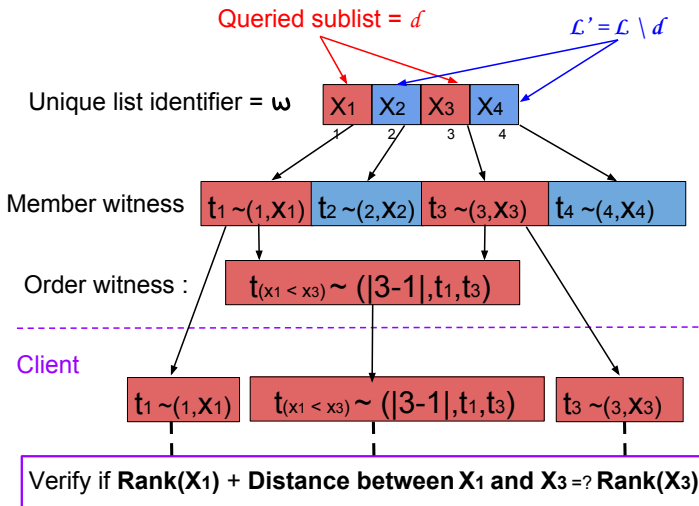 Queried sublist = d
ℒ’ = ℒ \ d
Unique list identifier = ω
X1 X2 X3 X4
1 2 3 4
Member witness
t1 ~(1,X1) t2 ~(2,X2) t3 ~(3,X3) t4 ~(4,X4)
Order witness :
t(x1 < x3) ~ (|3-1|,t1,t3)
Client
t1 ~(1,X1) t(x1 < x3) ~ (|3-1|,t1,t3) t3 ~(3,X3)
Verify if Rank(X1) + Distance between X1 and X3 =? Rank(X3)